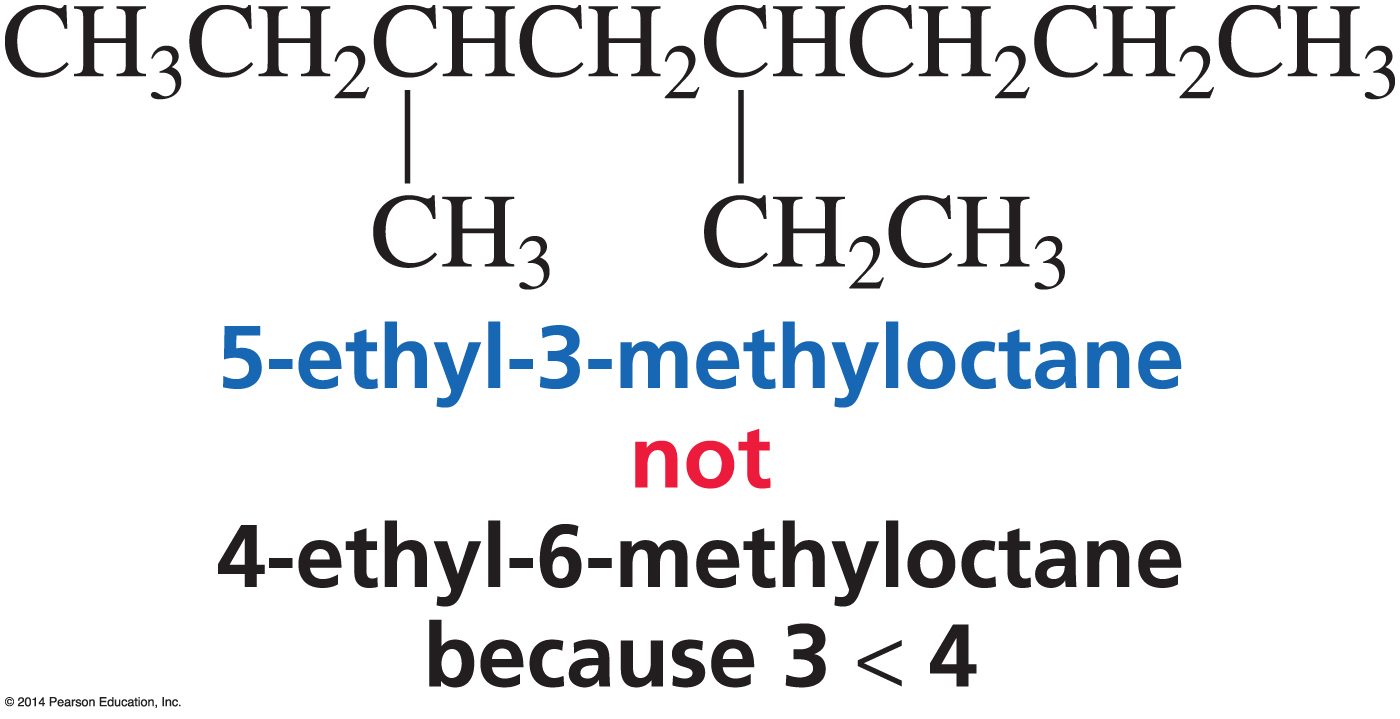 CH₃CH₂CHCH₂CHCH₂CH₂CH₃
CH₃ CH₂CH₃
5-ethyl-3-methyloctane
not
4-ethyl-6-methyloctane
because 3 < 4
© 2014 Pearson Education, Inc.